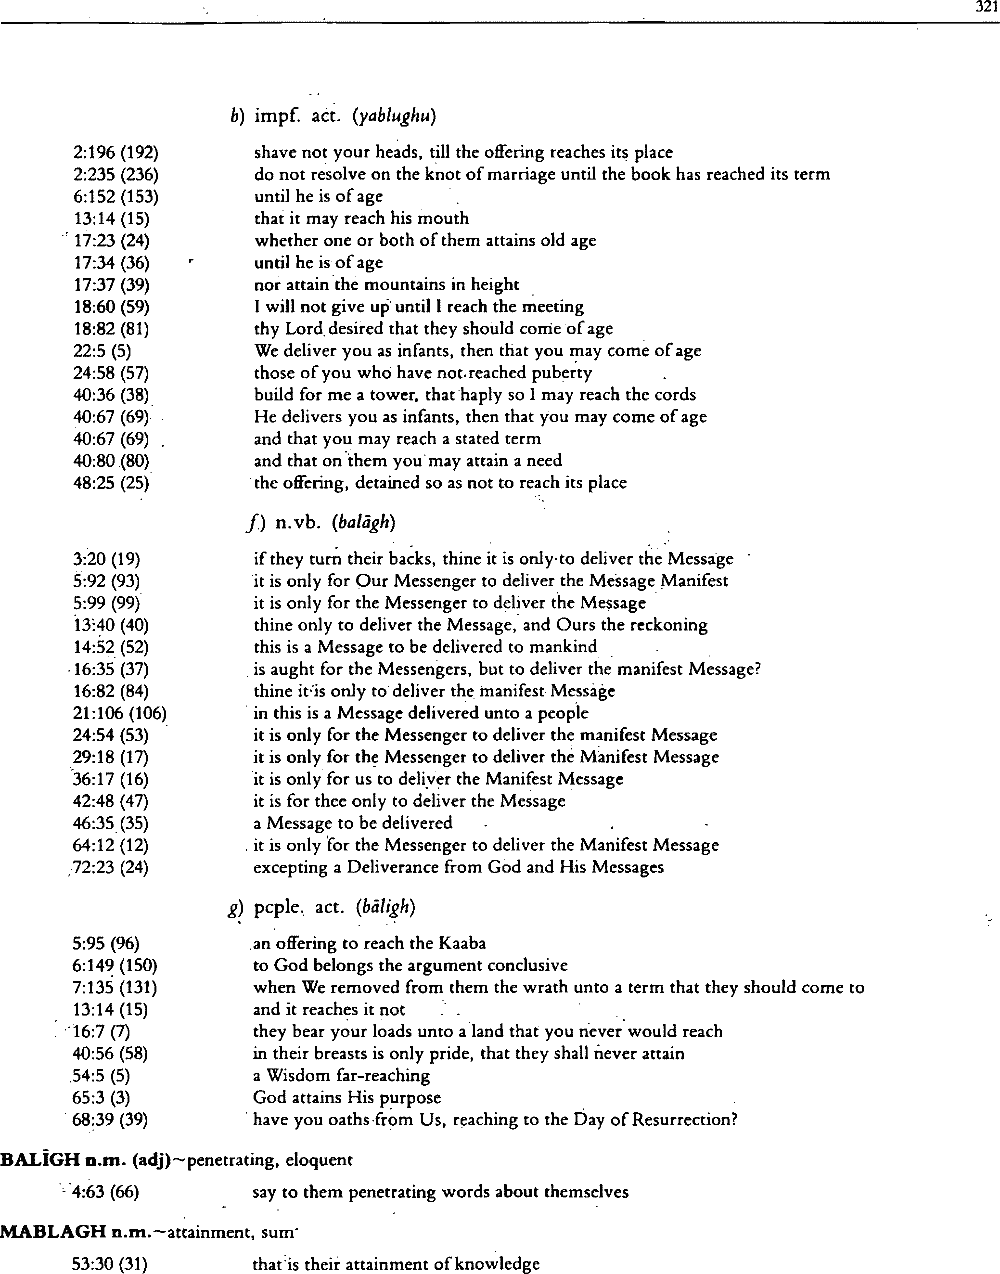 321
b) impf. act. (yablughu)
2:196 (192) shave not your heads, till the offering reaches its place
2:235 (236) do not resolve on the knot of marriage until the book has reached its term
6:152 (153) until he is of age
13:14 (15) that it may reach his mouth
17:23 (24) whether one or both of them attains old age
17:34 (36) until he is of age
17:37 (39) nor attain the mountains in height
18:60 (59) I will not give up until I reach the meeting
18:82 (81) thy Lord desired that they should come of age
22:5 (5) We deliver you as infants, then that you may come of age
24:58 (57) those of you who have not reached puberty
40:36 (38) build for me a tower, that haply so I may reach the cords
40:67 (69) He delivers you as infants, then that you may come of age
40:67 (69) and that you may reach a stated term
40:80 (80) and that on them you may attain a need
48:25 (25) the offering, detained so as not to reach its place
f) n.vb. (balāgh)
3:20 (19) if they turn their backs, thine it is only to deliver the Message
5:92 (93) it is only for Our Messenger to deliver the Message Manifest
5:99 (99) it is only for the Messenger to deliver the Message
13:40 (40) thine only to deliver the Message, and Ours the reckoning
14:52 (52) this is a Message to be delivered to mankind
16:35 (37) is aught for the Messengers, but to deliver the manifest Message?
16:82 (84) thine it is only to deliver the manifest Message
21:106 (106) in this is a Message delivered unto a people
24:54 (53) it is only for the Messenger to deliver the manifest Message
29:18 (17) it is only for the Messenger to deliver the Manifest Message
36:17 (16) it is only for us to deliver the Manifest Message
42:48 (47) it is for thee only to deliver the Message
46:35 (35) a Message to be delivered
64:12 (12) it is only for the Messenger to deliver the Manifest Message
72:23 (24) excepting a Deliverance from God and His Messages
g) pcple. act. (bāligh)
5:95 (96) an offering to reach the Kaaba
6:149 (150) to God belongs the argument conclusive
7:135 (131) when We removed from them the wrath unto a term that they should come to
13:14 (15) and it reaches it not
16:7 (7) they bear your loads unto a land that you never would reach
40:56 (58) in their breasts is only pride, that they shall never attain
54:5 (5) a Wisdom far-reaching
65:3 (3) God attains His purpose
68:39 (39) have you oaths from Us, reaching to the Day of Resurrection?
BALĪGH n.m. (adj)~penetrating, eloquent
4:63 (66) say to them penetrating words about themselves
MABLAGH n.m.~attainment, sum
53:30 (31) that is their attainment of knowledge